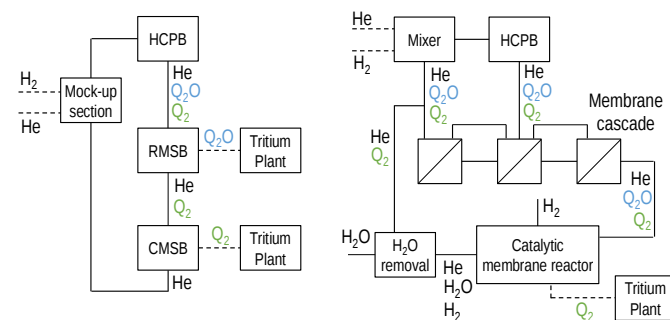 HCPB
H₂
He
Mock-up
section
He
Q₂O
Q₂
RMSB
Q₂O
Tritium
Plant
He
Q₂
CMSB
Q₂
Tritium
Plant
He
He
H₂
Mixer
HCPB
He
Q₂O
Q₂
He
Q₂O
Q₂
Membrane
cascade
He
Q₂
He
Q₂O
Q₂
H₂
H₂O
H₂O
removal
He
H₂O
H₂
Catalytic
membrane reactor
Q₂
Tritium
Plant